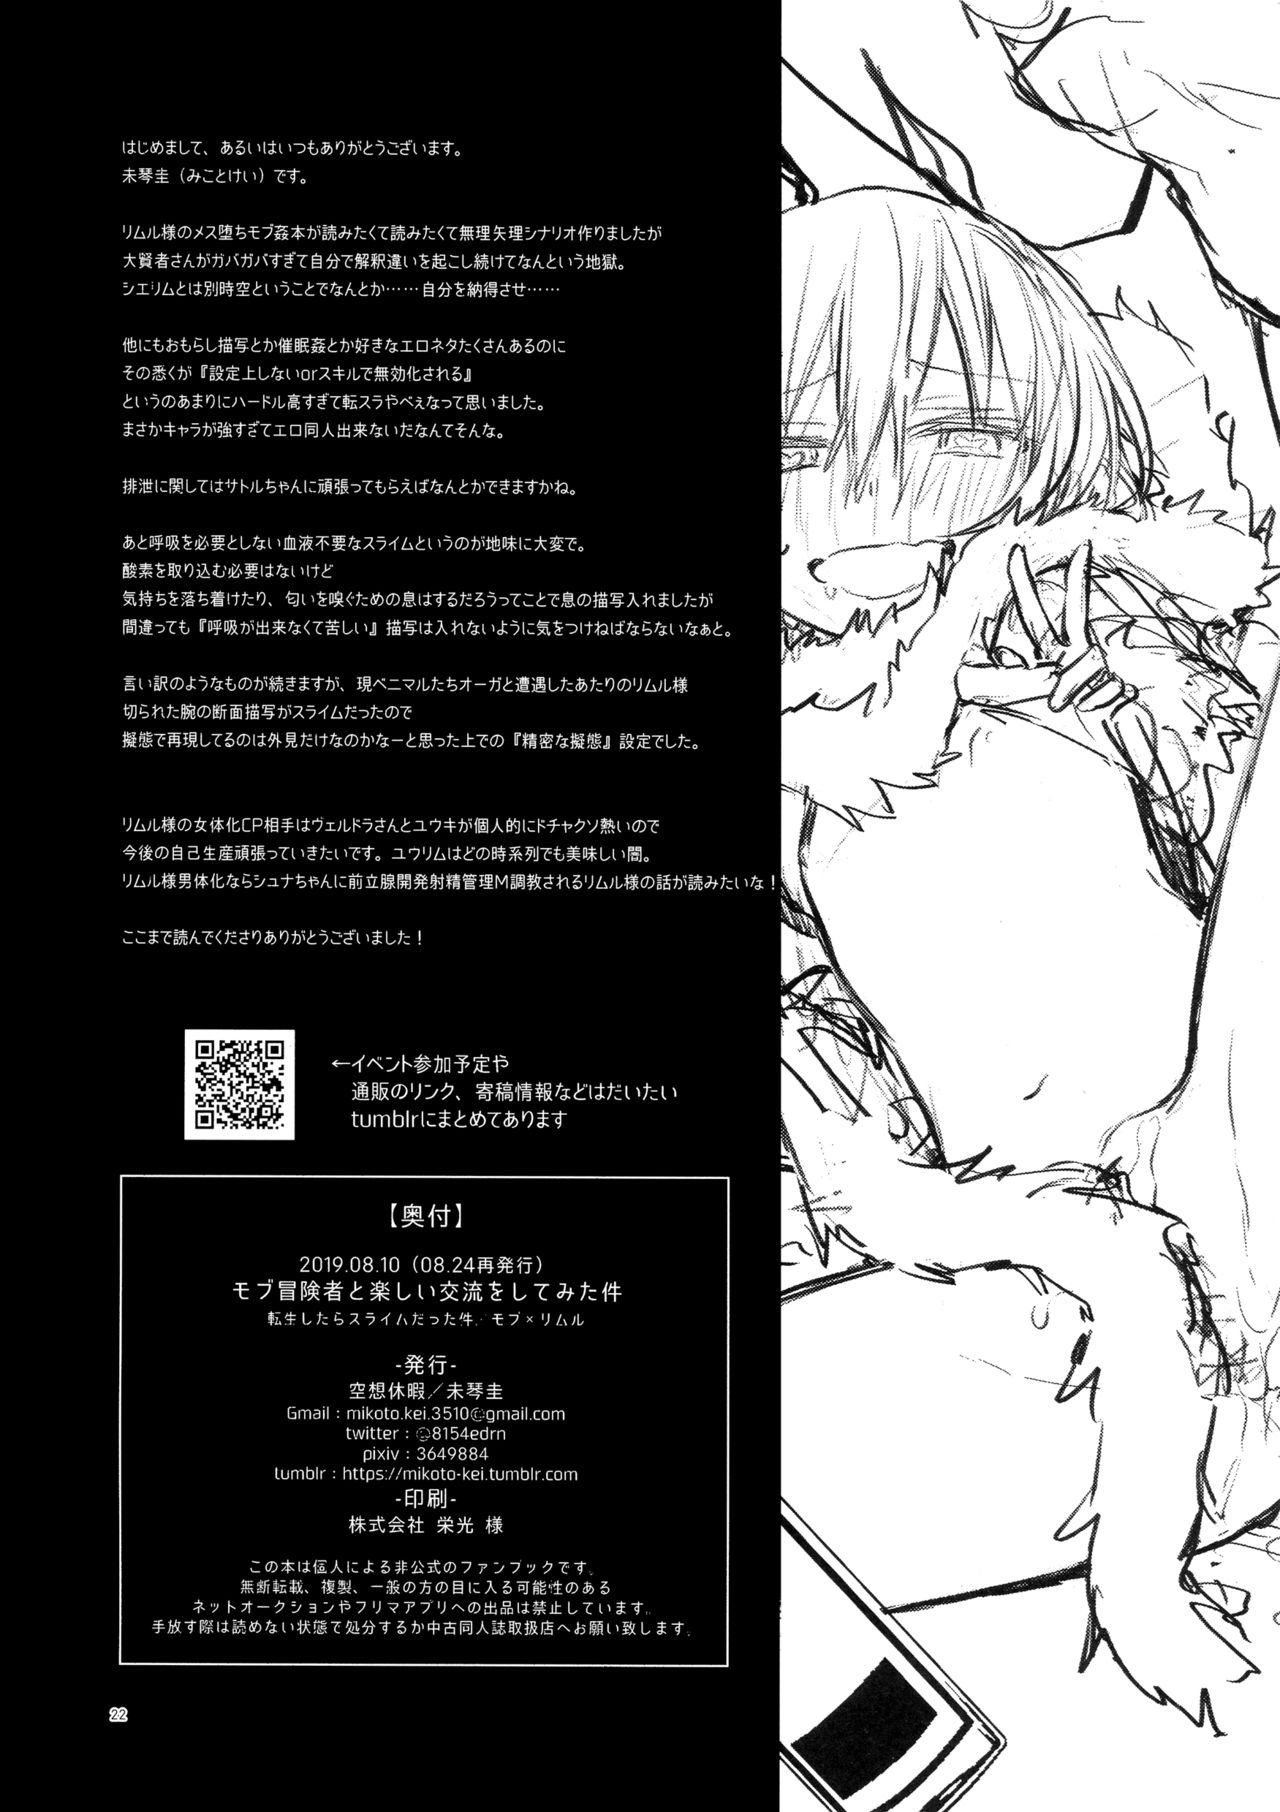 はじめまして、あるいはいつもありがとうございます。
未琴圭（みことけい）です。
リムル様のメス堕ちモブ姦本が読みたくて読みたくて無理矢理シナリオ作りましたが
大賢者さんがガバガバすぎて自分で解釈違いを起こし続けてなんという地獄。
シエリムとは別時空ということでなんとか……自分を納得させ……
他にもおもらし描写とか催眠姦とか好きなエロネタたくさんあるのに
その悉くが『設定上しないorスキルで無効化される』
というのあまりにハードル高すぎて転スラやべぇなって思いました。
まさかキャラが強すぎてエロ同人出来ないだなんてそんな。
排泄に関してはサトルちゃんに頑張ってもらえばなんとかできますかね。
あと呼吸を必要としない血液不要なスライムというのが地味に大変で。
酸素を取り込む必要はないけど
気持ちを落ち着けたり、匂いを嗅ぐための息はするだろうってことで息の描写入れましたが
間違っても『呼吸が出来なくて苦しい』描写は入れないように気をつけねばならないなぁと。
言い訳のようなものが続きますが、現ベニマルたちオーガと遭遇したあたりのリムル様
切られた腕の断面描写がスライムだったので
擬態で再現してるのは外見だけなのかなーと思った上での『精密な擬態』設定でした。
リムル様の女体化CP相手はヴェルドラさんとユウキが個人的にドチャクソ熱いので
今後の自己生産頑張っていきたいです。ユウリムはどの時系列でも美味しい闇。
リムル様男体化ならシュナちゃんに前立腺開発射精管理M調教されるリムル様の話が読みたいな！
ここまで読んでくださりありがとうございました！
←イベント参加予定や
通販のリンク、寄稿情報などはだいたい
tumblrにまとめてあります
【奥付】
2019.08.10（08.24再発行）
モブ冒険者と楽しい交流をしてみた件
転生したらスライムだった件／モブ×リムル
-発行-
空想休暇／未琴圭
Gmail：mikoto.kei.3510@gmail.com
twitter：@8154edrn
pixiv：3649884
tumblr：https://mikoto-kei.tumblr.com
-印刷-
株式会社 栄光 様
この本は個人による非公式のファンブックです。
無断転載、複製、一般の方の目に入る可能性のある
ネットオークションやフリマアプリへの出品は禁止しています。
手放す際は読めない状態で処分するか中古同人誌取扱店へお願い致します。
22